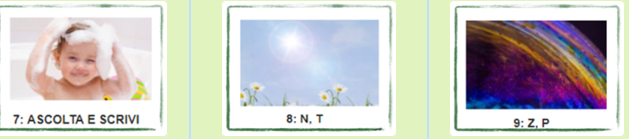 7: ASCOLTA E SCRIVI
8: N, T
9: Z, P